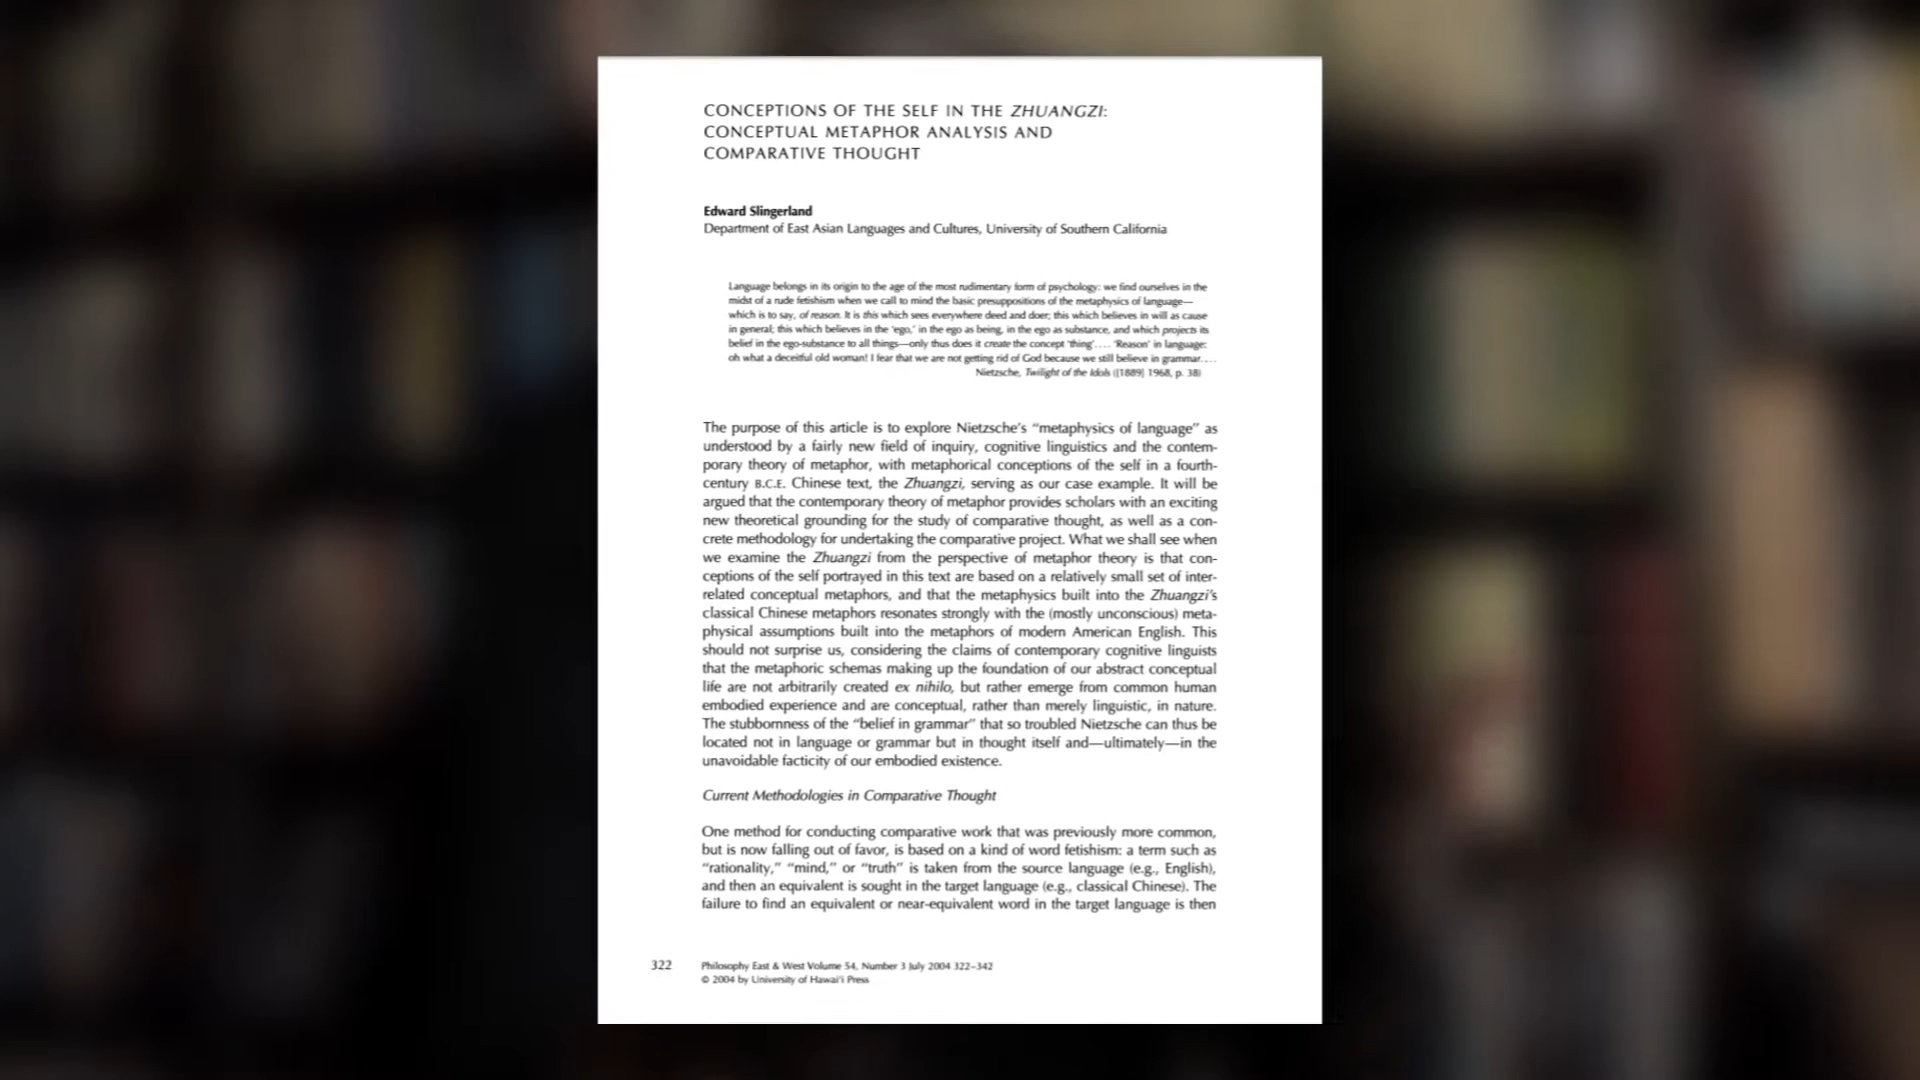 CONCEPTIONS OF THE SELF IN THE ZHUANGZI:
CONCEPTUAL METAPHOR ANALYSIS AND
COMPARATIVE THOUGHT
Edward Slingerland
Department of East Asian Languages and Cultures, University of Southern California
Language belongs in its origin to the age of the most rudimentary form of psychology: we find ourselves in the
midst of a rude fetishism when we call to mind the basic presuppositions of the metaphysics of language—
which is to say, of reason. It is this which sees everywhere deed and doer; this which believes in will as cause
in general; this which believes in the 'ego,' in the ego as being, in the ego as substance, and which projects its
belief in the ego-substance to all things—only thus does it create the concept 'thing'.... 'Reason' in language:
oh what a deceitful old woman! I fear that we are not getting rid of God because we still believe in grammar....
Nietzsche, Twilight of the Idols ([1889] 1968, p. 38)
The purpose of this article is to explore Nietzsche's "metaphysics of language" as
understood by a fairly new field of inquiry, cognitive linguistics and the contem-
porary theory of metaphor, with metaphorical conceptions of the self in a fourth-
century B.C.E. Chinese text, the Zhuangzi, serving as our case example. It will be
argued that the contemporary theory of metaphor provides scholars with an exciting
new theoretical grounding for the study of comparative thought, as well as a con-
crete methodology for undertaking the comparative project. What we shall see when
we examine the Zhuangzi from the perspective of metaphor theory is that con-
ceptions of the self portrayed in this text are based on a relatively small set of inter-
related conceptual metaphors, and that the metaphysics built into the Zhuangzi's
classical Chinese metaphors resonates strongly with the (mostly unconscious) meta-
physical assumptions built into the metaphors of modern American English. This
should not surprise us, considering the claims of contemporary cognitive linguists
that the metaphoric schemas making up the foundation of our abstract conceptual
life are not arbitrarily created ex nihilo, but rather emerge from common human
embodied experience and are conceptual, rather than merely linguistic, in nature.
The stubbornness of the "belief in grammar" that so troubled Nietzsche can thus be
located not in language or grammar but in thought itself and—ultimately—in the
unavoidable facticity of our embodied existence.
Current Methodologies in Comparative Thought
One method for conducting comparative work that was previously more common,
but is now falling out of favor, is based on a kind of word fetishism: a term such as
"rationality," "mind," or "truth" is taken from the source language (e.g., English),
and then an equivalent is sought in the target language (e.g., classical Chinese). The
failure to find an equivalent or near-equivalent word in the target language is then
322 Philosophy East & West Volume 54, Number 3 July 2004 322–342
© 2004 by University of Hawai'i Press